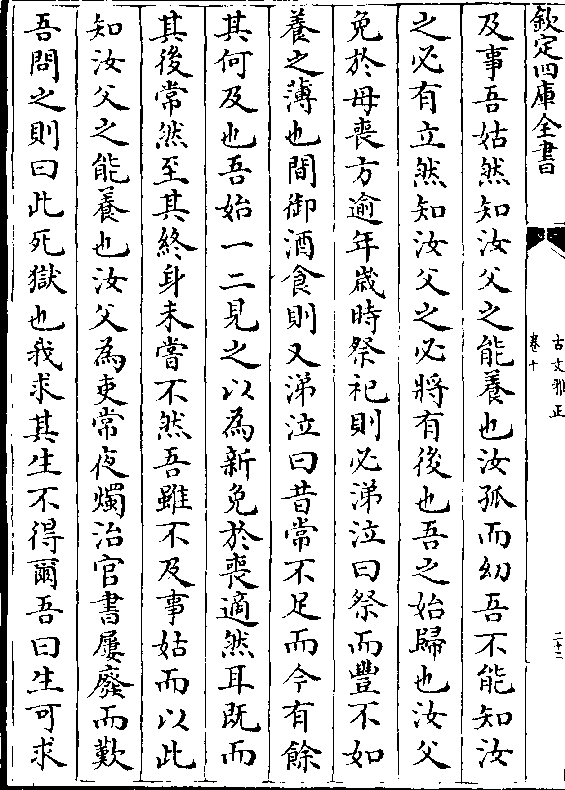 欽定四庫全書
古文雅正
卷十
二十二
及事吾姑然知汝父之能養也汝孤而幼吾不能知汝
之必有立然知汝父之必將有後也吾之始歸也汝父
免於母喪方逾年歲時祭祀則必涕泣曰祭而豐不如
養之薄也間御酒食則又涕泣曰昔常不足而今有餘
其何及也吾始一二見之以為新免於喪適然耳既而
其後常然至其終身未嘗不然吾雖不及事姑而以此
知汝父之能養也汝父為吏常夜燭治官書屢廢而歎
吾問之則曰此死獄也我求其生不得爾吾曰生可求